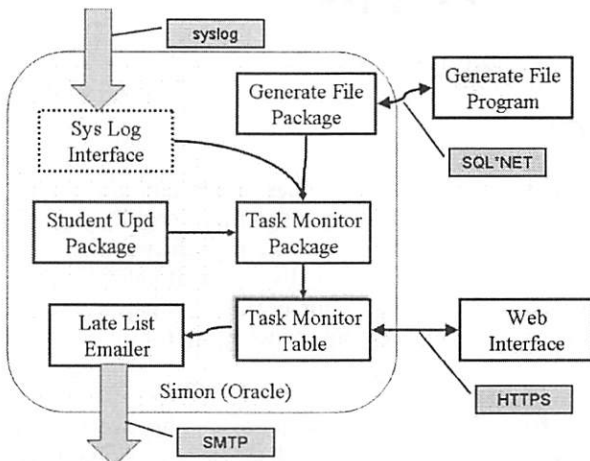 syslog
Generate File
Package
Generate File
Program
Sys Log
Interface
SQL*NET
Student Upd
Package
Task Monitor
Package
Late List
Emailer
Task Monitor
Table
Web
Interface
Simon (Oracle)
HTTPS
SMTP